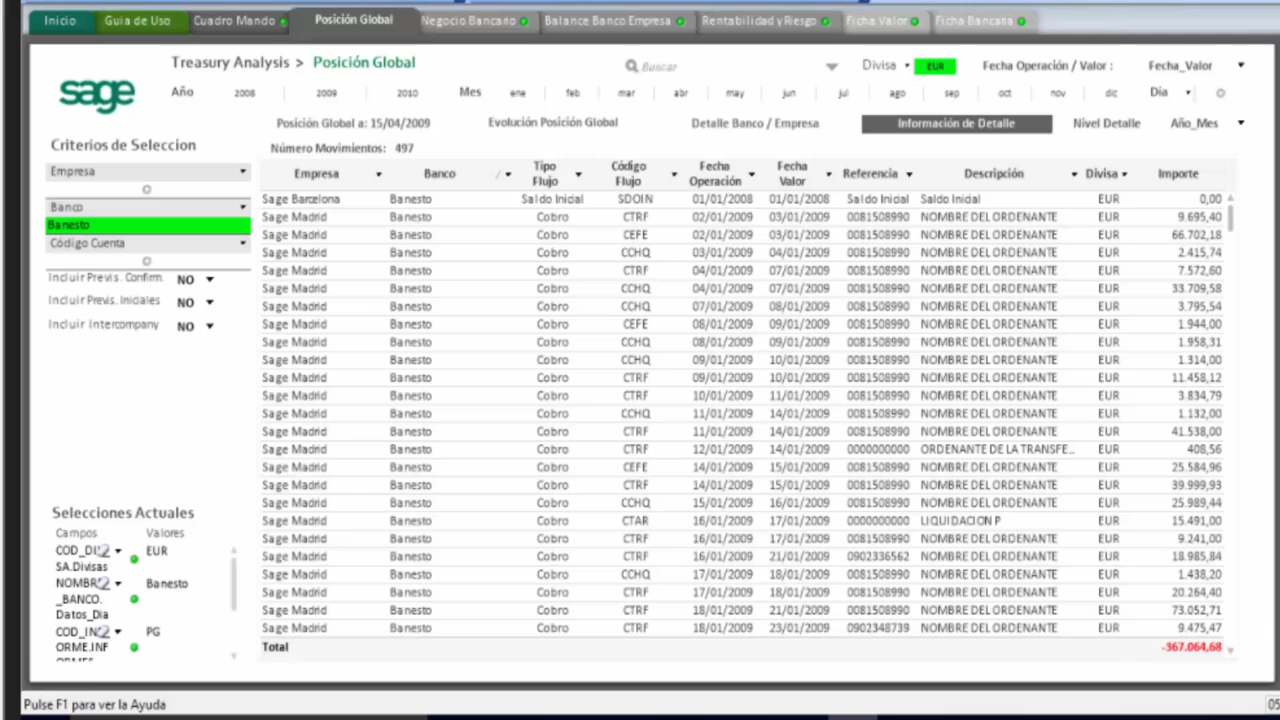 Inicio Guia de Uso Cuadro Mando Posición Global Negocio Bancario Balance Banco Empresa Rentabilidad y Riesgo Ficha Valor Ficha Bancaria
Treasury Analysis > Posición Global Buscar Divisa EUR Fecha Operación / Valor : Fecha_Valor
sage
Año 2008 2009 2010 Mes ene feb mar abr may jun jul ago sep oct nov dic Día
Posición Global a: 15/04/2009 Evolución Posición Global Detalle Banco / Empresa Información de Detalle Nivel Detalle Año_Mes
Criterios de Seleccion
Número Movimientos: 497
Empresa
Banco
Banesto
Código Cuenta
Incluir Previs. Confirm. NO
Incluir Previs. Iniciales NO
Incluir Intercompany NO
Empresa Banco Tipo Flujo Código Flujo Fecha Operación Fecha Valor Referencia Descripción Divisa Importe
Sage Barcelona Banesto Saldo Inicial SDOIN 01/01/2008 01/01/2008 Saldo Inicial Saldo Inicial EUR 0,00
Sage Madrid Banesto Cobro CTRF 02/01/2009 03/01/2009 0081508990 NOMBRE DEL ORDENANTE EUR 9.695,40
Sage Madrid Banesto Cobro CEFE 02/01/2009 03/01/2009 0081508990 NOMBRE DEL ORDENANTE EUR 66.702,18
Sage Madrid Banesto Cobro CCHQ 03/01/2009 04/01/2009 0081508990 NOMBRE DEL ORDENANTE EUR 2.415,74
Sage Madrid Banesto Cobro CTRF 04/01/2009 07/01/2009 0081508990 NOMBRE DEL ORDENANTE EUR 7.572,60
Sage Madrid Banesto Cobro CCHQ 04/01/2009 07/01/2009 0081508990 NOMBRE DEL ORDENANTE EUR 33.709,58
Sage Madrid Banesto Cobro CCHQ 07/01/2009 08/01/2009 0081508990 NOMBRE DEL ORDENANTE EUR 3.795,54
Sage Madrid Banesto Cobro CEFE 08/01/2009 09/01/2009 0081508990 NOMBRE DEL ORDENANTE EUR 1.944,00
Sage Madrid Banesto Cobro CCHQ 08/01/2009 09/01/2009 0081508990 NOMBRE DEL ORDENANTE EUR 1.958,31
Sage Madrid Banesto Cobro CCHQ 09/01/2009 10/01/2009 0081508990 NOMBRE DEL ORDENANTE EUR 1.314,00
Sage Madrid Banesto Cobro CTRF 09/01/2009 10/01/2009 0081508990 NOMBRE DEL ORDENANTE EUR 11.458,12
Sage Madrid Banesto Cobro CTRF 10/01/2009 11/01/2009 0081508990 NOMBRE DEL ORDENANTE EUR 3.834,79
Sage Madrid Banesto Cobro CCHQ 11/01/2009 14/01/2009 0081508990 NOMBRE DEL ORDENANTE EUR 1.132,00
Sage Madrid Banesto Cobro CTRF 11/01/2009 14/01/2009 0081508990 NOMBRE DEL ORDENANTE EUR 41.538,00
Sage Madrid Banesto Cobro CTRF 12/01/2009 14/01/2009 0000000000 ORDENANTE DE LA TRANSFE... EUR 408,56
Sage Madrid Banesto Cobro CEFE 14/01/2009 15/01/2009 0081508990 NOMBRE DEL ORDENANTE EUR 25.584,96
Sage Madrid Banesto Cobro CTRF 14/01/2009 15/01/2009 0081508990 NOMBRE DEL ORDENANTE EUR 39.999,93
Sage Madrid Banesto Cobro CCHQ 15/01/2009 16/01/2009 0081508990 NOMBRE DEL ORDENANTE EUR 25.989,44
Sage Madrid Banesto Cobro CTAR 16/01/2009 17/01/2009 0000000000 LIQUIDACION P EUR 15.491,00
Sage Madrid Banesto Cobro CTRF 16/01/2009 17/01/2009 0081508990 NOMBRE DEL ORDENANTE EUR 9.241,00
Sage Madrid Banesto Cobro CTRF 16/01/2009 21/01/2009 0902336562 NOMBRE DEL ORDENANTE EUR 18.985,84
Sage Madrid Banesto Cobro CCHQ 17/01/2009 18/01/2009 0081508990 NOMBRE DEL ORDENANTE EUR 1.438,20
Sage Madrid Banesto Cobro CTRF 17/01/2009 18/01/2009 0081508990 NOMBRE DEL ORDENANTE EUR 20.264,40
Sage Madrid Banesto Cobro CTRF 18/01/2009 21/01/2009 0081508990 NOMBRE DEL ORDENANTE EUR 73.052,71
Sage Madrid Banesto Cobro CTRF 18/01/2009 23/01/2009 0902348739 NOMBRE DEL ORDENANTE EUR 9.475,47
Total -367.064,68
Selecciones Actuales
Campos Valores
COD_DI EUR
SA.Divisas
NOMBR Banesto
_BANCO.
Datos_Dia
COD_IN PG
ORME.INF
Pulse F1 para ver la Ayuda 05